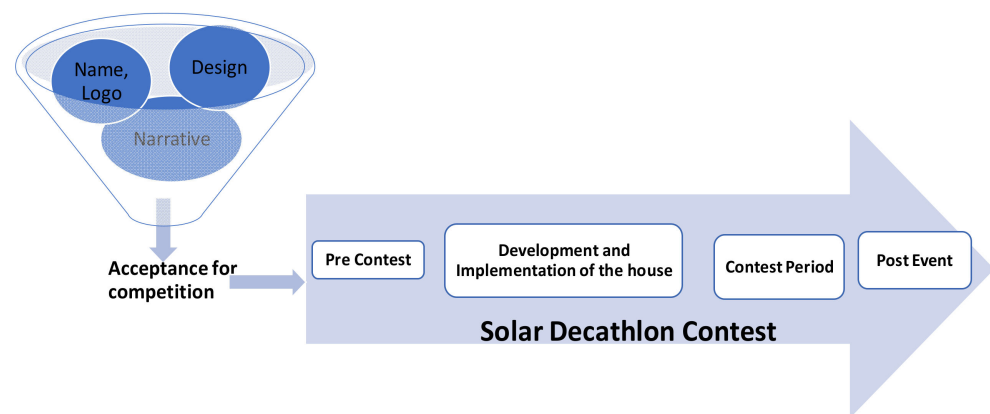 Name,
Logo
Design
Narrative
Acceptance for
competition
Pre Contest
Development and
Implementation of the house
Contest Period
Post Event
Solar Decathlon Contest